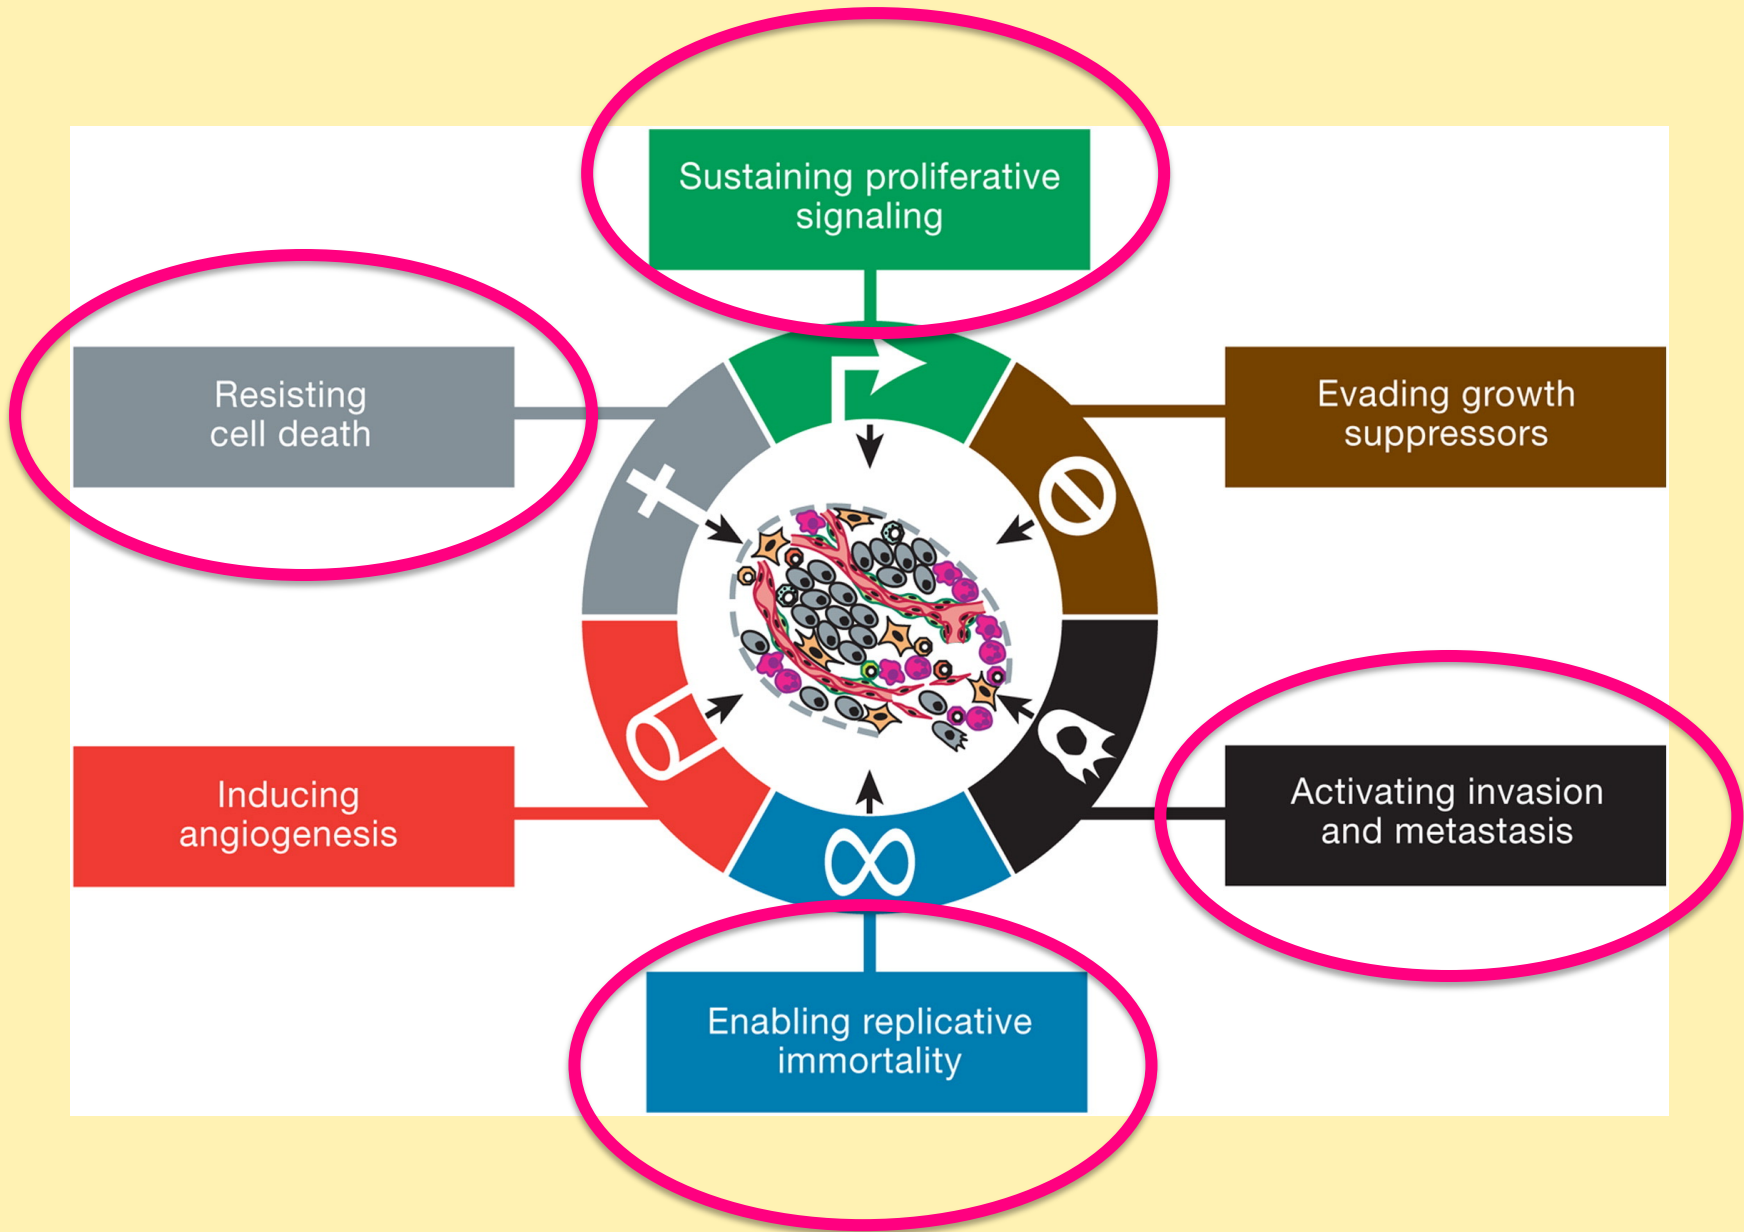 Sustaining proliferative
signaling
Resisting
cell death
Evading growth
suppressors
Inducing
angiogenesis
Activating invasion
and metastasis
Enabling replicative
immortality